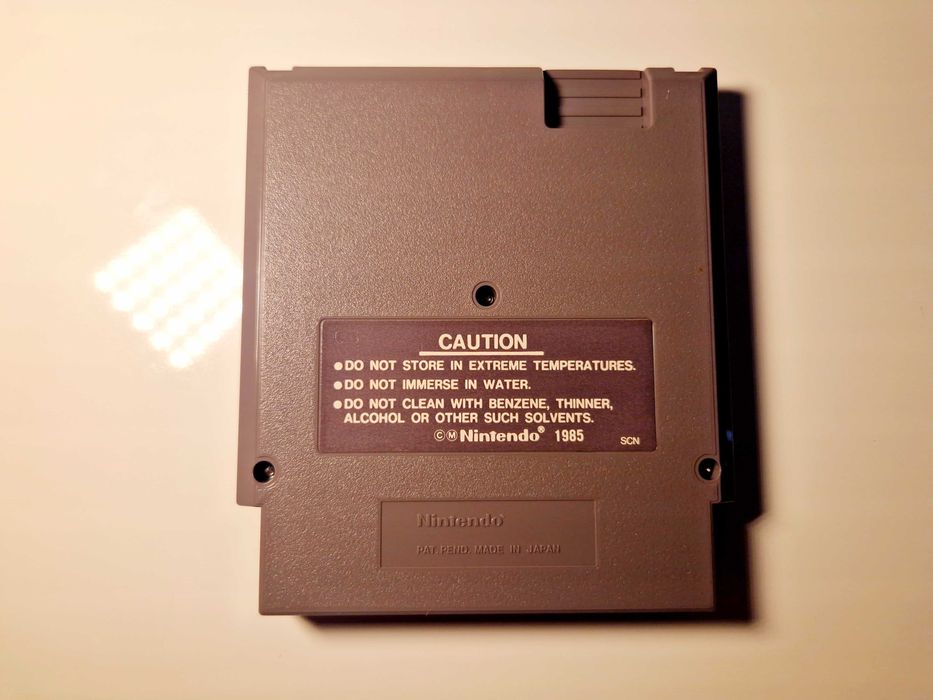 CAUTION
●DO NOT STORE IN EXTREME TEMPERATURES.
●DO NOT IMMERSE IN WATER.
●DO NOT CLEAN WITH BENZENE, THINNER,
ALCOHOL OR OTHER SUCH SOLVENTS.
ⒸⓂNintendo® 1985
SCN
Nintendo®
PAT. PEND. MADE IN JAPAN